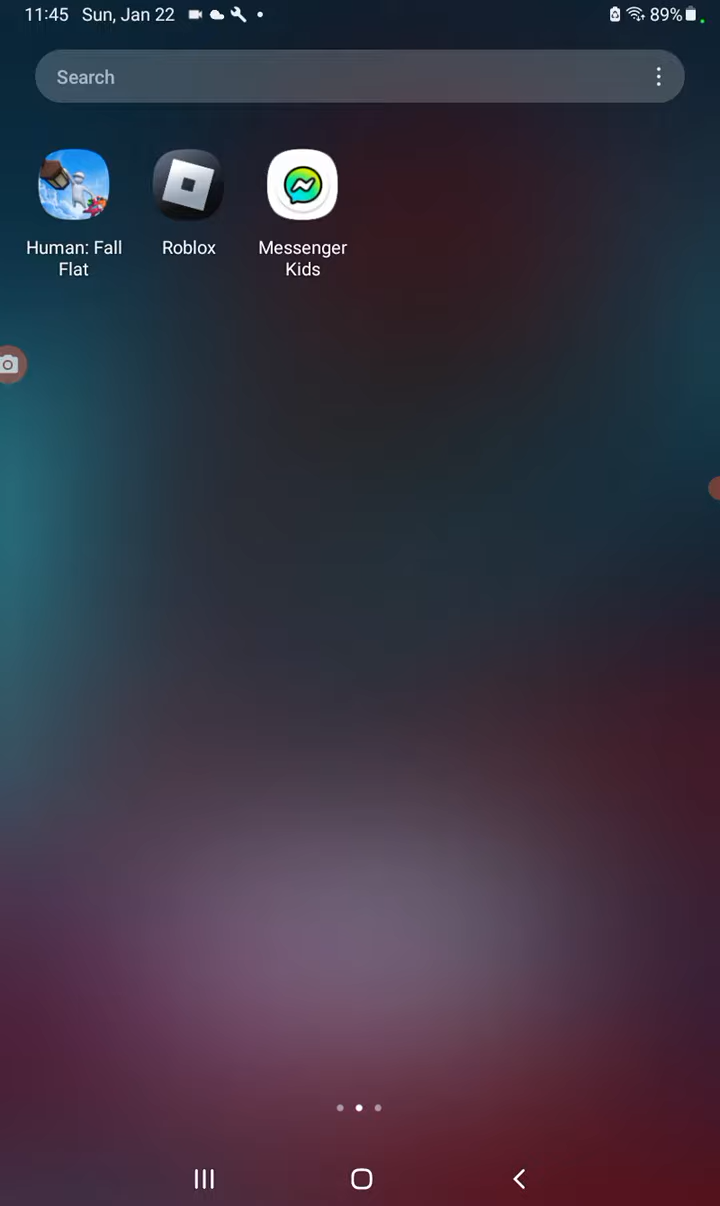 11:45 Sun, Jan 22 89%
Search
Human: Fall Flat
Roblox
Messenger Kids